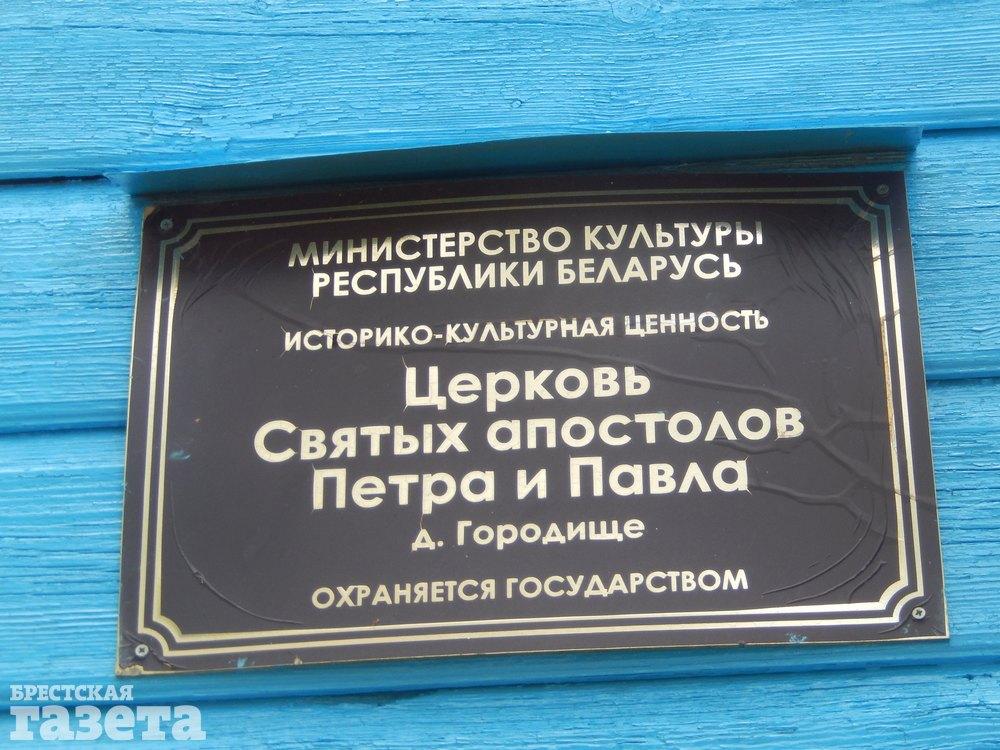 МИНИСТЕРСТВО КУЛЬТУРЫ
РЕСПУБЛИКИ БЕЛАРУСЬ
ИСТОРИКО-КУЛЬТУРНАЯ ЦЕННОСТЬ
Церковь
Святых апостолов
Петра и Павла
д. Городище
ОХРАНЯЕТСЯ ГОСУДАРСТВОМ
БРЕСТСКАЯ
газета